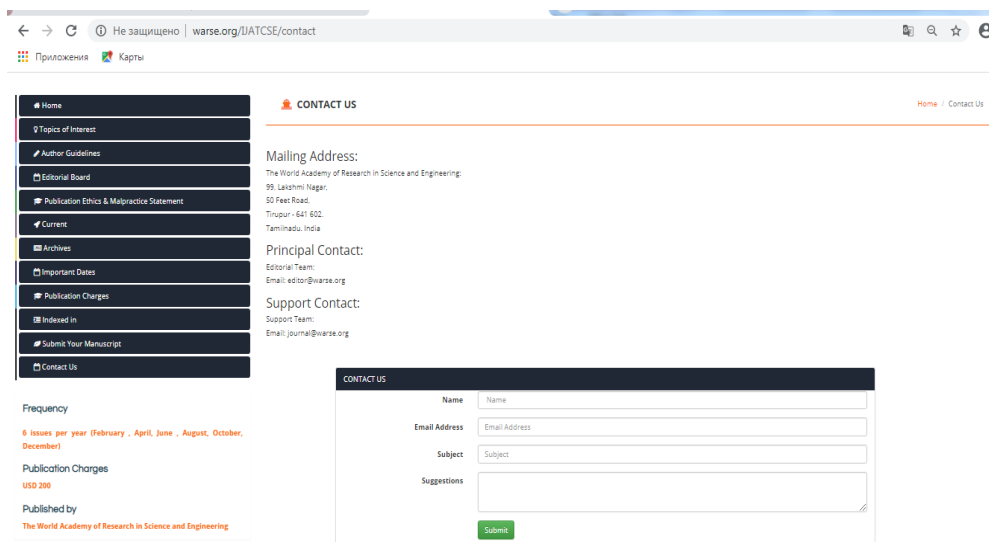 Не защищено | warse.org/IJATCSE/contact
Приложения Карты
Home
Topics of Interest
Author Guidelines
Editorial Board
Publication Ethics & Malpractice Statement
Current
Archives
Important Dates
Publication Charges
Indexed in
Submit Your Manuscript
Contact Us
Frequency
6 issues per year (February , April, June , August, October,
December)
Publication Charges
USD 200
Published by
The World Academy of Research in Science and Engineering
CONTACT US
Home / Contact Us
Mailing Address:
The World Academy of Research in Science and Engineering:
99, Lakshmi Nagar,
50 Feet Road,
Tirupur - 641 602.
Tamilnadu. India
Principal Contact:
Editorial Team:
Email: editor@warse.org
Support Contact:
Support Team:
Email: journal@warse.org
CONTACT US
Name Name
Email Address Email Address
Subject Subject
Suggestions
Submit